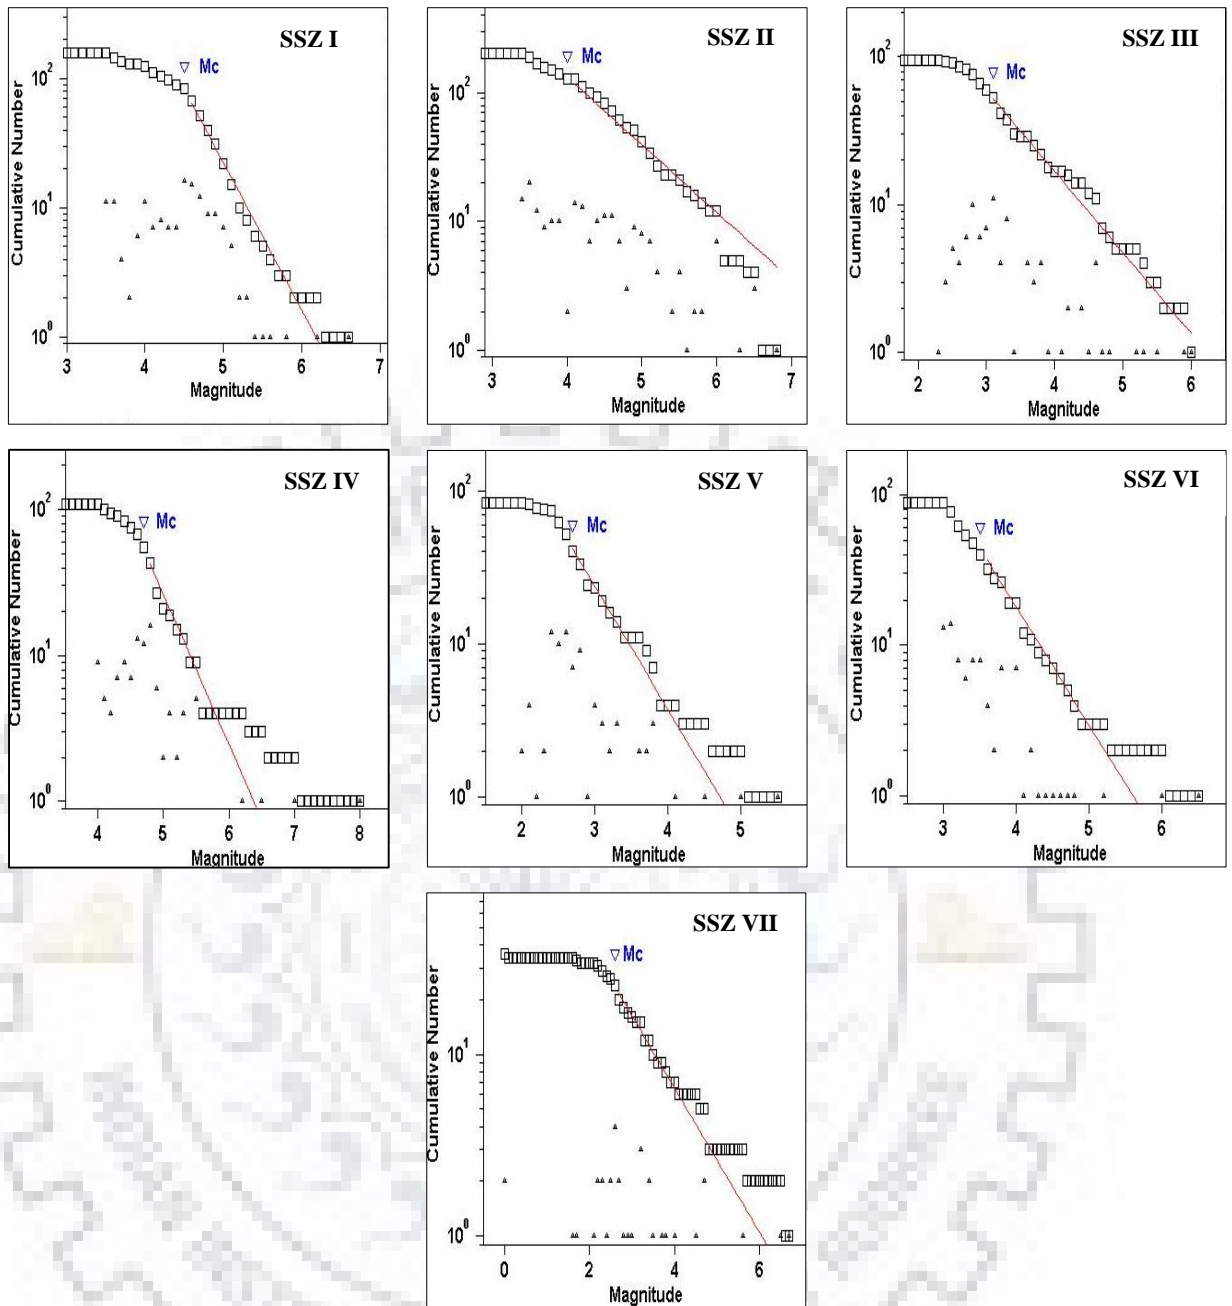 SSZ I
Mc
10^2
10^1
10^0
Cumulative Number
3 4 5 6 7
Magnitude
SSZ II
Mc
10^2
10^1
10^0
Cumulative Number
3 4 5 6 7
Magnitude
SSZ III
Mc
10^2
10^1
10^0
Cumulative Number
2 3 4 5 6
Magnitude
SSZ IV
Mc
10^2
10^1
10^0
Cumulative Number
4 5 6 7 8
Magnitude
SSZ V
Mc
10^2
10^1
10^0
Cumulative Number
2 3 4 5
Magnitude
SSZ VI
Mc
10^2
10^1
10^0
Cumulative Number
3 4 5 6
Magnitude
SSZ VII
Mc
10^1
10^0
Cumulative Number
0 2 4 6
Magnitude